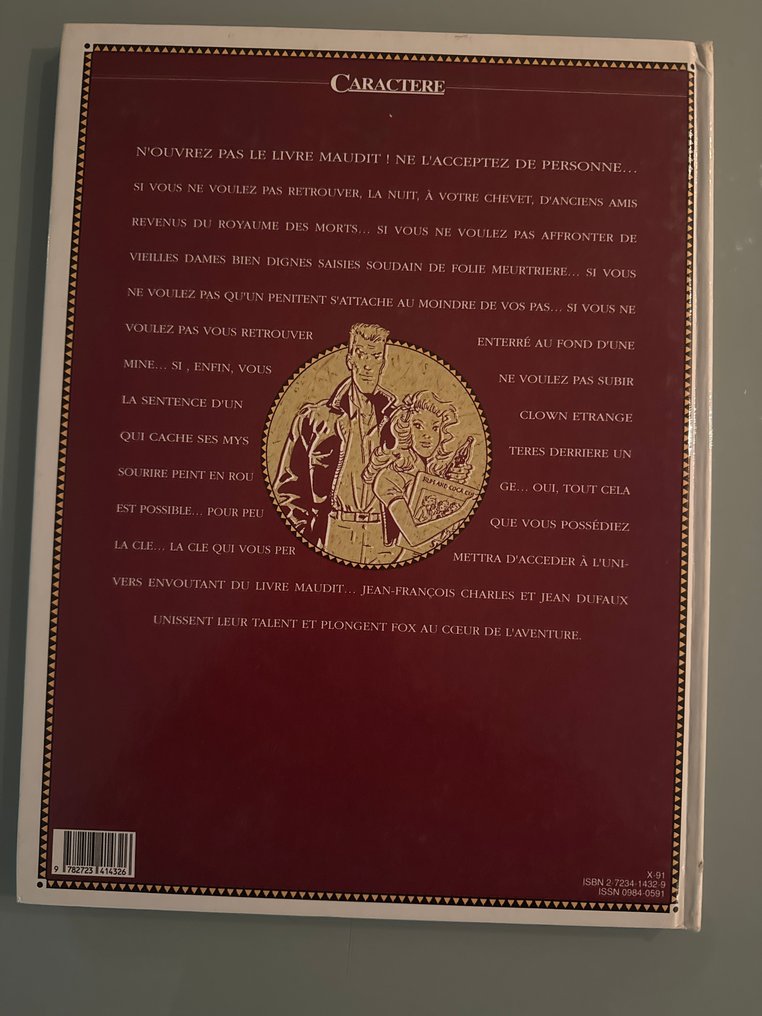 CARACTERE
N'OUVREZ PAS LE LIVRE MAUDIT ! NE L'ACCEPTEZ DE PERSONNE...
SI VOUS NE VOULEZ PAS RETROUVER, LA NUIT, À VOTRE CHEVET, D'ANCIENS AMIS
REVENUS DU ROYAUME DES MORTS... SI VOUS NE VOULEZ PAS AFFRONTER DE
VIEILLES DAMES BIEN DIGNES SAISIES SOUDAIN DE FOLIE MEURTRIERE... SI VOUS
NE VOULEZ PAS QU'UN PENITENT S'ATTACHE AU MOINDRE DE VOS PAS... SI VOUS NE
VOULEZ PAS VOUS RETROUVER ENTERRÉ AU FOND D'UNE
MINE... SI , ENFIN, VOUS NE VOULEZ PAS SUBIR
LA SENTENCE D'UN CLOWN ETRANGE
QUI CACHE SES MYS TERES DERRIERE UN
SOURIRE PEINT EN ROU GE... OUI, TOUT CELA
EST POSSIBLE... POUR PEU QUE VOUS POSSÉDIEZ
LA CLE... LA CLE QUI VOUS PER METTRA D'ACCEDER À L'UNI-
VERS ENVOUTANT DU LIVRE MAUDIT... JEAN-FRANÇOIS CHARLES ET JEAN DUFAUX
UNISSENT LEUR TALENT ET PLONGENT FOX AU CŒUR DE L'AVENTURE.
9 782723 414326
X-91
ISBN 2-7234-1432-9
ISSN 0984-0591